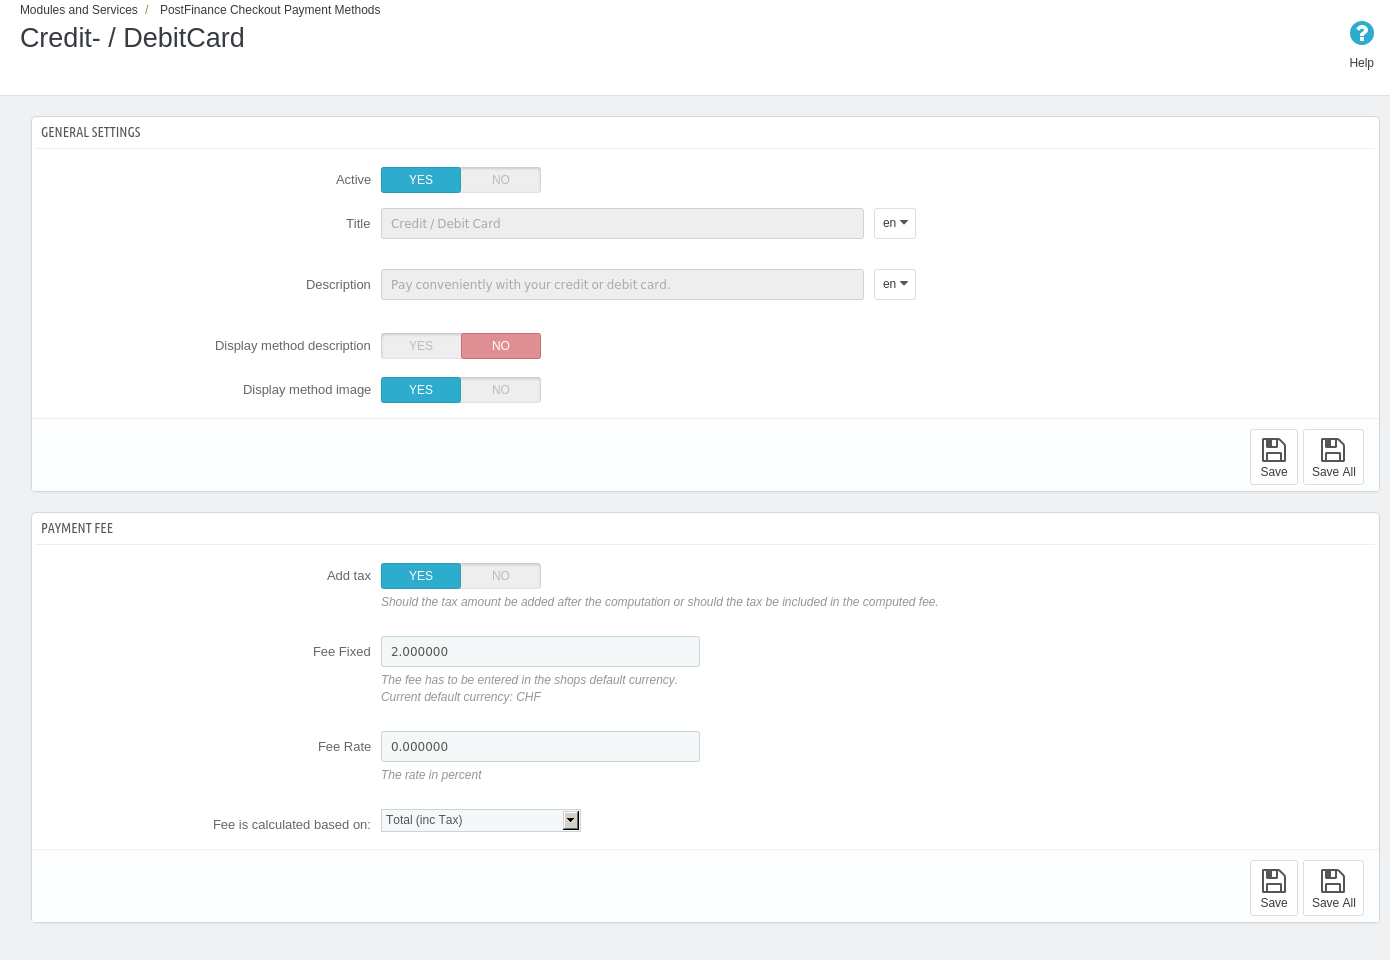 Modules and Services / PostFinance Checkout Payment Methods
Credit- / DebitCard
Help
GENERAL SETTINGS
Active YES NO
Title Credit / Debit Card en
Description Pay conveniently with your credit or debit card. en
Display method description YES NO
Display method image YES NO
Save Save All
PAYMENT FEE
Add tax YES NO
Should the tax amount be added after the computation or should the tax be included in the computed fee.
Fee Fixed 2.000000
The fee has to be entered in the shops default currency.
Current default currency: CHF
Fee Rate 0.000000
The rate in percent
Fee is calculated based on: Total (inc Tax)
Save Save All